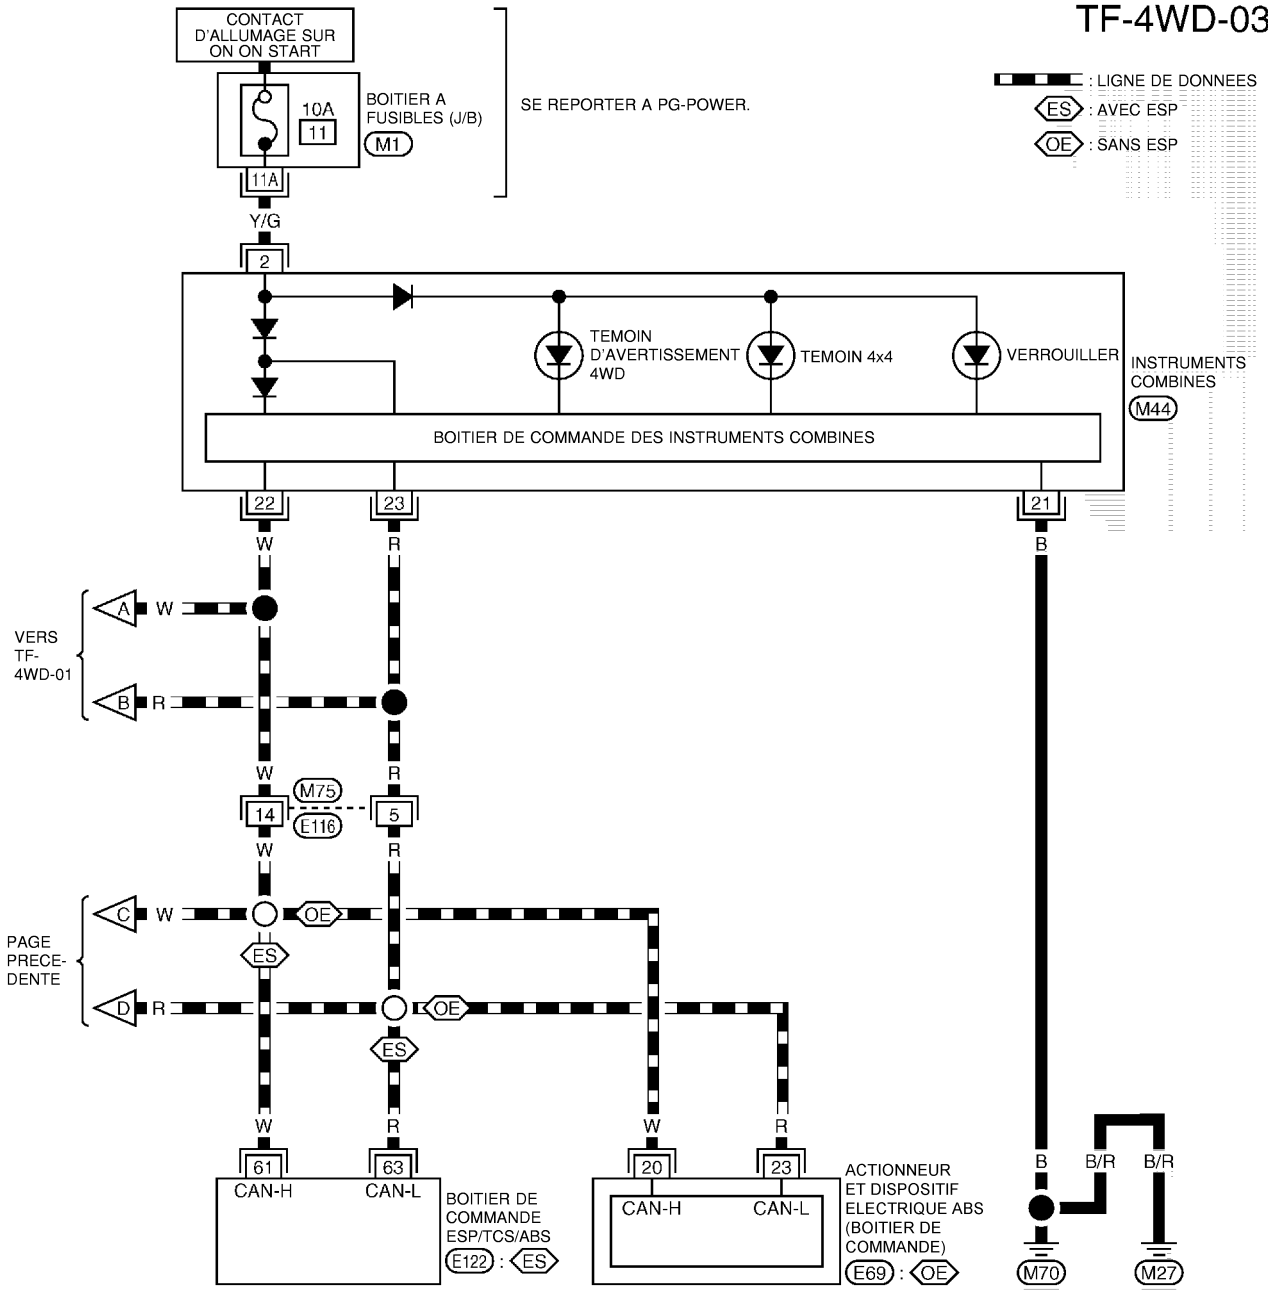 TF-4WD-03
CONTACT
D'ALLUMAGE SUR
ON ON START
10A
11
BOITIER A
FUSIBLES (J/B)
M1
SE REPORTER A PG-POWER.
: LIGNE DE DONNEES
ES : AVEC ESP
OE : SANS ESP
11A
Y/G
2
TEMOIN
D'AVERTISSEMENT
4WD
TEMOIN 4x4
VERROUILLER
INSTRUMENTS
COMBINES
M44
BOITIER DE COMMANDE DES INSTRUMENTS COMBINES
22
23
21
W
R
B
VERS
TF-
4WD-01
A W
B R
W
R
M75
14
5
E116
W
R
PAGE
PRECE-
DENTE
C W
OE
ES
D R
OE
ES
W
R
W
R
B
B/R
B/R
61
63
20
23
CAN-H
CAN-L
CAN-H
CAN-L
BOITIER DE
COMMANDE
ESP/TCS/ABS
E122 : ES
ACTIONNEUR
ET DISPOSITIF
ELECTRIQUE ABS
(BOITIER DE
COMMANDE)
E69 : OE
M70
M27